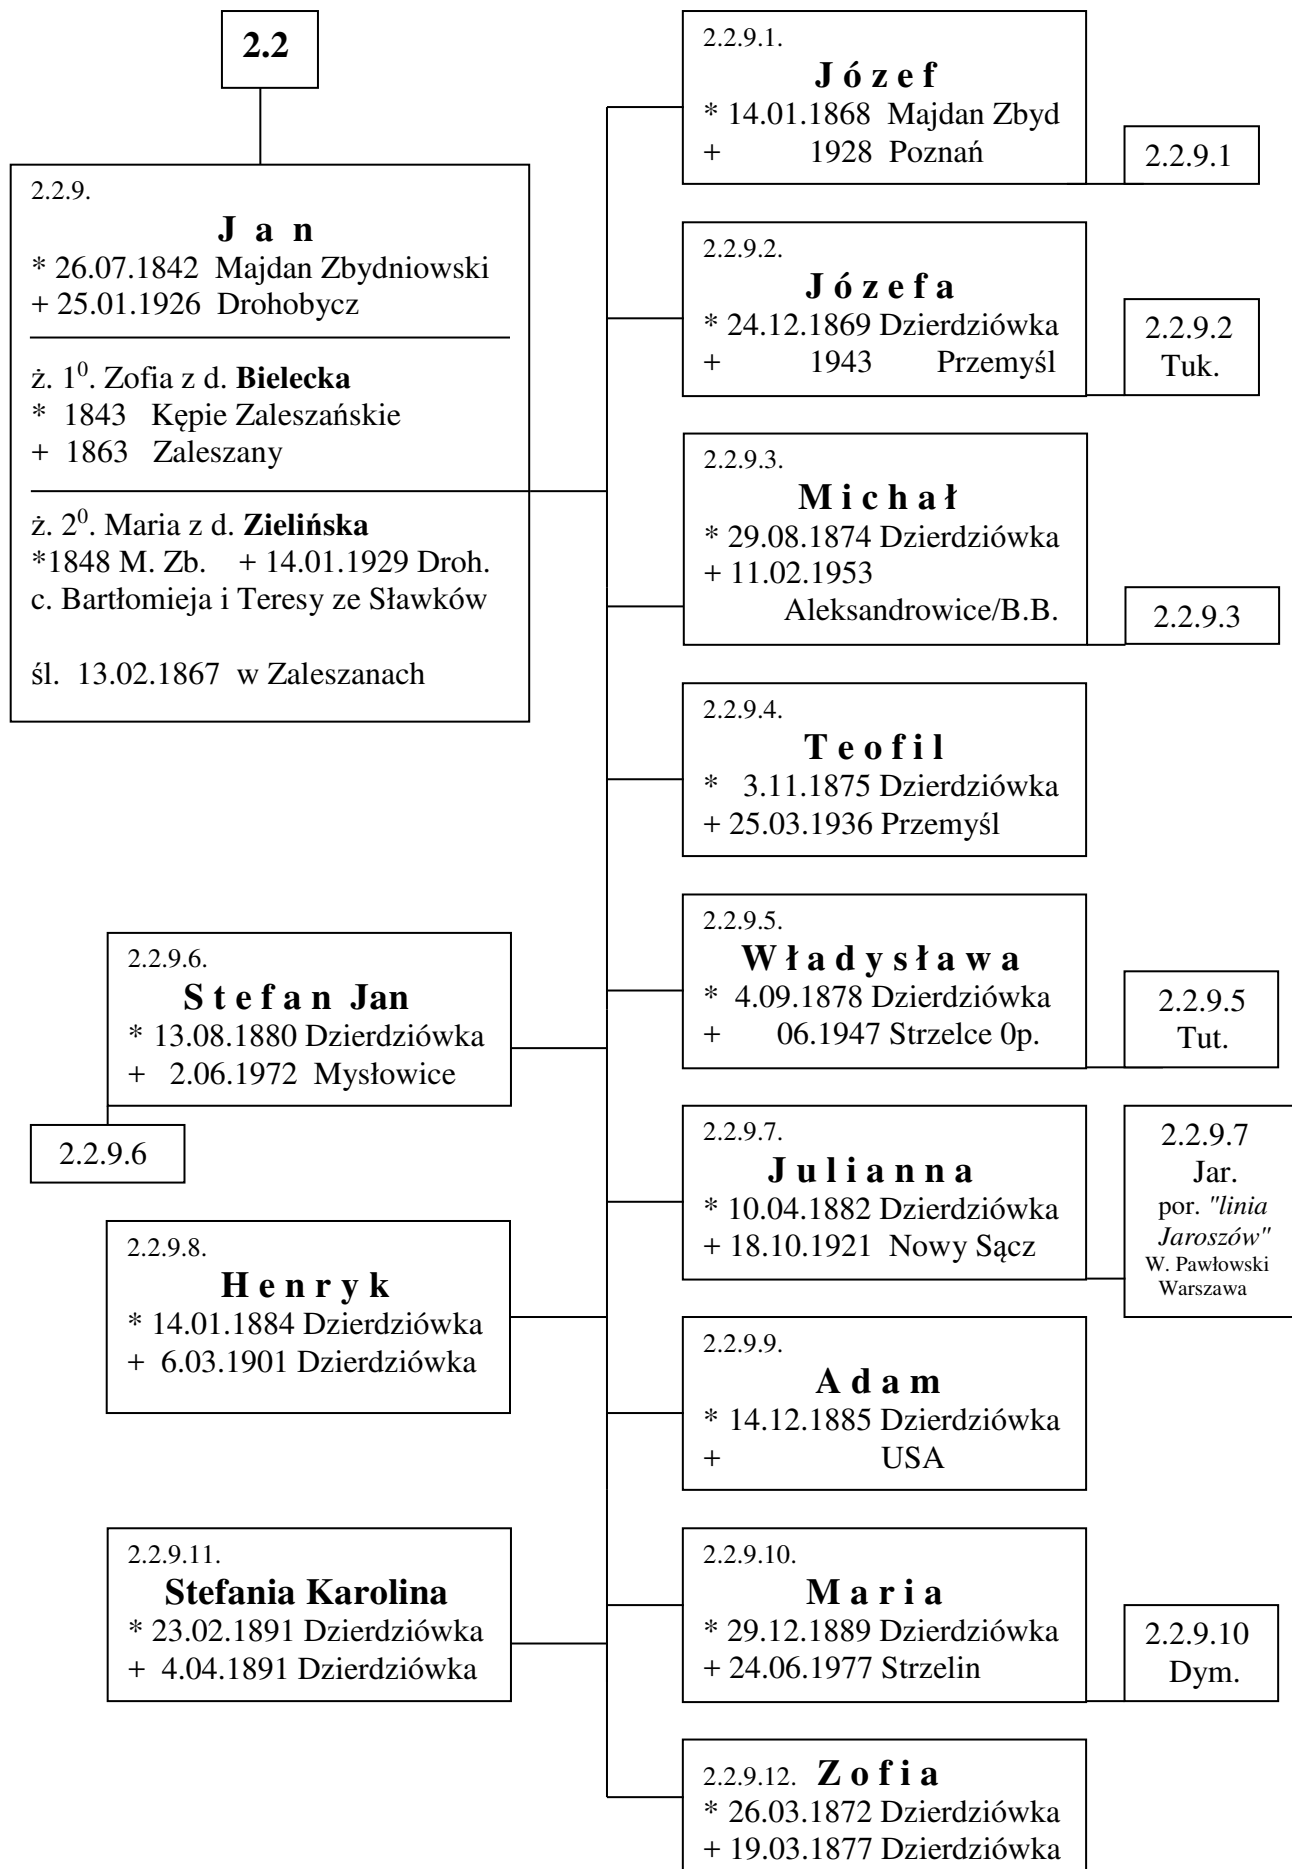 2.2
2.2.9.
J a n
* 26.07.1842 Majdan Zbydniowski
+ 25.01.1926 Drohobycz
ż. 1⁰. Zofia z d. Bielecka
* 1843 Kępie Zaleszańskie
+ 1863 Zaleszany
ż. 2⁰. Maria z d. Zielińska
*1848 M. Zb. + 14.01.1929 Droh.
c. Bartłomieja i Teresy ze Sławków
śl. 13.02.1867 w Zaleszanach
2.2.9.1.
J ó z e f
* 14.01.1868 Majdan Zbyd
+ 1928 Poznań
2.2.9.1
2.2.9.2.
J ó z e f a
* 24.12.1869 Dzierdziówka
+ 1943 Przemyśl
2.2.9.2
Tuk.
2.2.9.3.
M i c h a ł
* 29.08.1874 Dzierdziówka
+ 11.02.1953
Aleksandrowice/B.B.
2.2.9.3
2.2.9.4.
T e o f i l
* 3.11.1875 Dzierdziówka
+ 25.03.1936 Przemyśl
2.2.9.5.
W ł a d y s ł a w a
* 4.09.1878 Dzierdziówka
+ 06.1947 Strzelce 0p.
2.2.9.5
Tut.
2.2.9.6.
S t e f a n Jan
* 13.08.1880 Dzierdziówka
+ 2.06.1972 Mysłowice
2.2.9.6
2.2.9.7.
J u l i a n n a
* 10.04.1882 Dzierdziówka
+ 18.10.1921 Nowy Sącz
2.2.9.7
Jar.
por. "linia
Jaroszów"
W. Pawłowski
Warszawa
2.2.9.8.
H e n r y k
* 14.01.1884 Dzierdziówka
+ 6.03.1901 Dzierdziówka
2.2.9.9.
A d a m
* 14.12.1885 Dzierdziówka
+ USA
2.2.9.10.
M a r i a
* 29.12.1889 Dzierdziówka
+ 24.06.1977 Strzelin
2.2.9.10
Dym.
2.2.9.11.
Stefania Karolina
* 23.02.1891 Dzierdziówka
+ 4.04.1891 Dzierdziówka
2.2.9.12. Z o f i a
* 26.03.1872 Dzierdziówka
+ 19.03.1877 Dzierdziówka